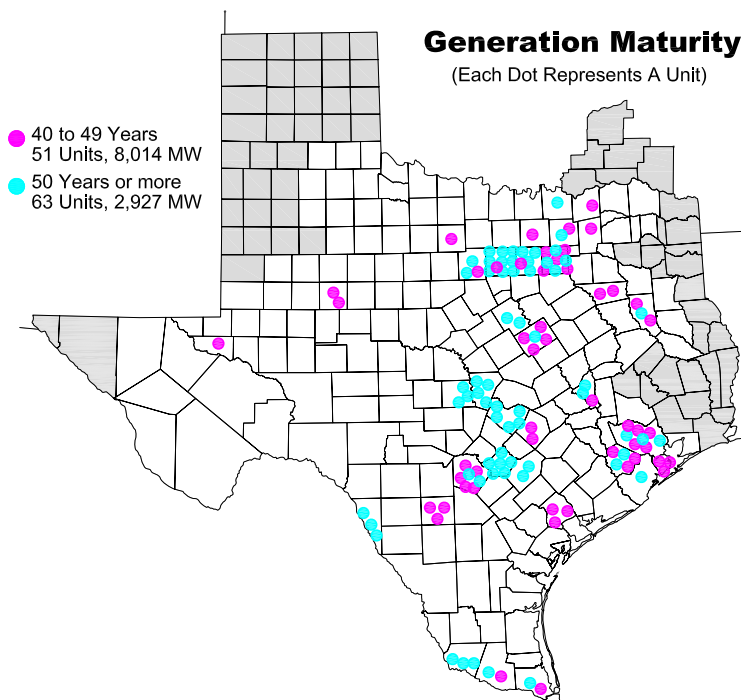 Generation Maturity
(Each Dot Represents A Unit)
40 to 49 Years
51 Units, 8,014 MW
50 Years or more
63 Units, 2,927 MW